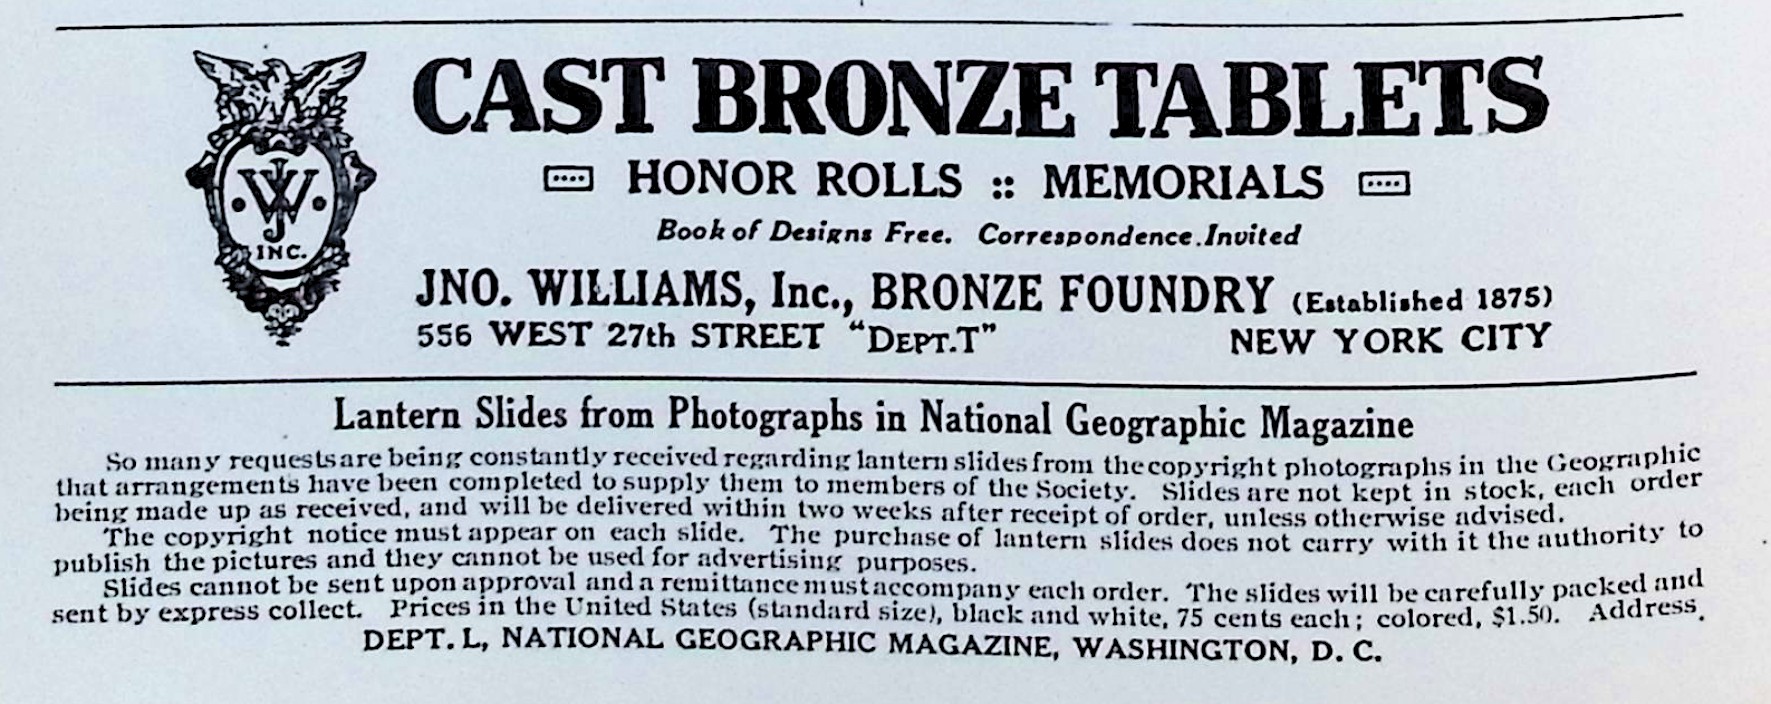 CAST BRONZE TABLETS
HONOR ROLLS :: MEMORIALS
Book of Designs Free. Correspondence Invited
JNO. WILLIAMS, Inc., BRONZE FOUNDRY (Established 1875)
556 WEST 27th STREET "DEPT.T" NEW YORK CITY
JW
INC.
Lantern Slides from Photographs in National Geographic Magazine
So many requests are being constantly received regarding lantern slides from the copyright photographs in the Geographic
that arrangements have been completed to supply them to members of the Society. Slides are not kept in stock, each order
being made up as received, and will be delivered within two weeks after receipt of order, unless otherwise advised.
The copyright notice must appear on each slide. The purchase of lantern slides does not carry with it the authority to
publish the pictures and they cannot be used for advertising purposes.
Slides cannot be sent upon approval and a remittance must accompany each order. The slides will be carefully packed and
sent by express collect. Prices in the United States (standard size), black and white, 75 cents each; colored, $1.50. Address,
DEPT. L, NATIONAL GEOGRAPHIC MAGAZINE, WASHINGTON, D. C.